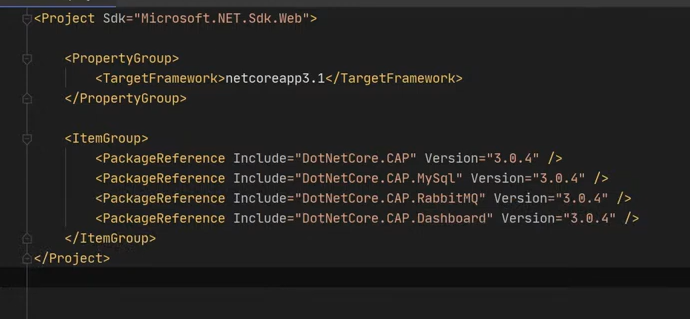 <Project Sdk="Microsoft.NET.Sdk.Web">
<PropertyGroup>
<TargetFramework>netcoreapp3.1</TargetFramework>
</PropertyGroup>
<ItemGroup>
<PackageReference Include="DotNetCore.CAP" Version="3.0.4" />
<PackageReference Include="DotNetCore.CAP.MySql" Version="3.0.4" />
<PackageReference Include="DotNetCore.CAP.RabbitMQ" Version="3.0.4" />
<PackageReference Include="DotNetCore.CAP.Dashboard" Version="3.0.4" />
</ItemGroup>
</Project>